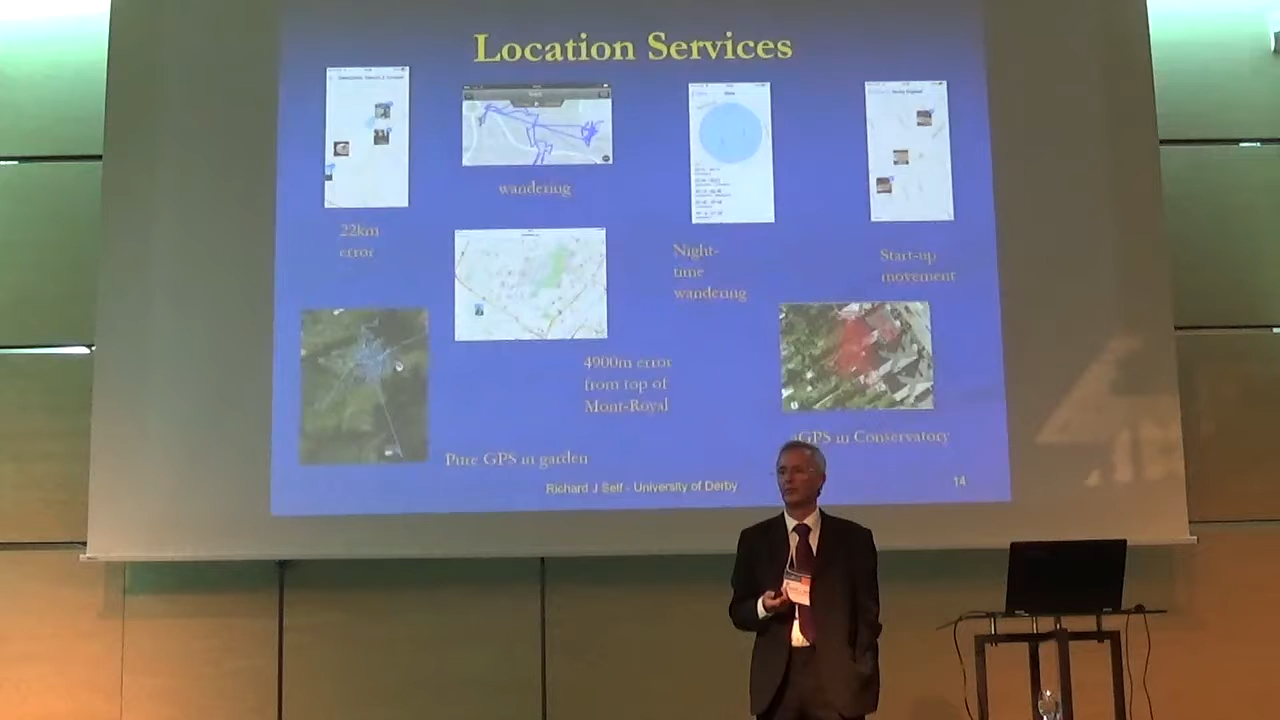 Location Services
22km
error
wandering
Night-
time
wandering
Start-up
movement
4900m error
from top of
Mont-Royal
Pure GPS in garden
aGPS in Conservatory
Richard J Self - University of Derby
14